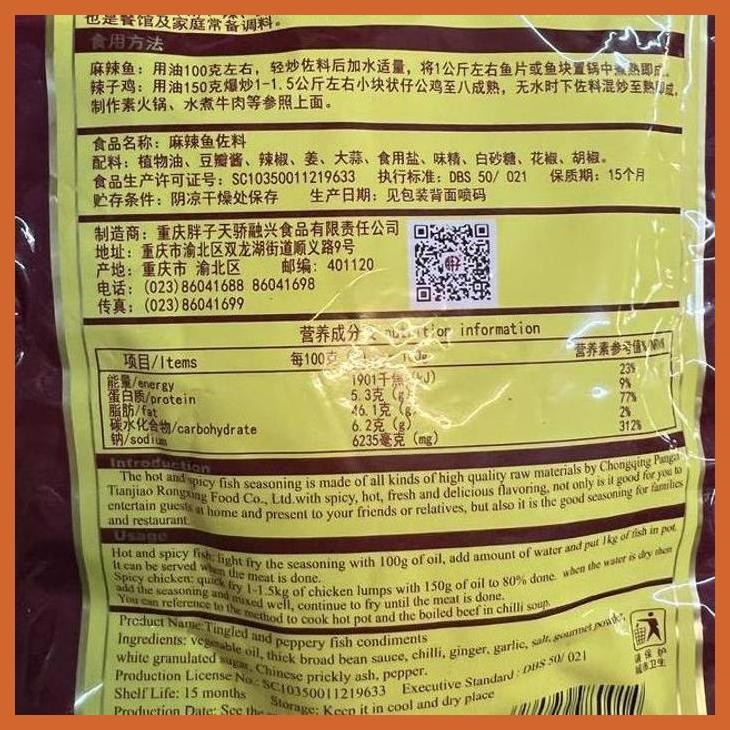 也是餐馆及家庭常备调料。
食用方法
麻辣鱼：用油100克左右，轻炒佐料后加水适量，将1公斤左右鱼片或鱼块置锅中煮熟即成。
辣子鸡：用油150克爆炒1-1.5公斤左右小块状仔公鸡至八成熟，无水时下佐料混炒至熟即成，
制作素火锅、水煮牛肉等参照上面。
食品名称：麻辣鱼佐料
配料：植物油、豆瓣酱、辣椒、姜、大蒜、食用盐、味精、白砂糖、花椒、胡椒。
食品生产许可证号：SC10350011219633 执行标准：DBS 50/ 021 保质期：15个月
贮存条件：阴凉干燥处保存 生产日期：见包装背面喷码
制造商：重庆胖子天骄融兴食品有限责任公司
地址：重庆市渝北区双龙湖街道顺义路9号
产地：重庆市 渝北区 邮编：401120
电话：(023)86041688 86041698
传真：(023)86041699
营养成分表 nutrition information
项目/Items 每100克 100g 营养素参考值% NRV%
能量/energy 1901千焦 (kJ) 23%
蛋白质/protein 5.3克 (g) 9%
脂肪/fat 46.1克 (g) 77%
碳水化合物/carbohydrate 6.2克 (g) 2%
钠/sodium 6235毫克 (mg) 312%
Introduction
The hot and spicy fish seasoning is made of all kinds of high quality raw materials by Chongqing Pangzi
Tianjiao Rongxing Food Co., Ltd.with spicy, hot, fresh and delicious flavoring, not only is it good for you to
entertain guests at home and present to your friends or relatives, but also it is the good seasoning for families
and restaurant.
Usage
Hot and spicy fish: light fry the seasoning with 100g of oil, add amount of water and put 1kg of fish in pot.
It can be served when the meat is done.
Spicy chicken: quick fry 1-1.5kg of chicken lumps with 150g of oil to 80% done. when the water is dry then
add the seasoning and mixed well, continue to fry until the meat is done.
You can reference to the method to cook hot pot and the boiled beef in chilli soup.
Product Name:Tingled and peppery fish condiments
Ingredients: vegetable oil, thick broad bean sauce, chilli, ginger, garlic, salt, gourmet powder,
white granulated sugar, Chinese prickly ash, pepper.
Production License No.: SC10350011219633 Executive Standard: DBS 50/ 021
Shelf Life: 15 months Storage: Keep it in cool and dry place
Production Date: See the
请保护
城市卫生